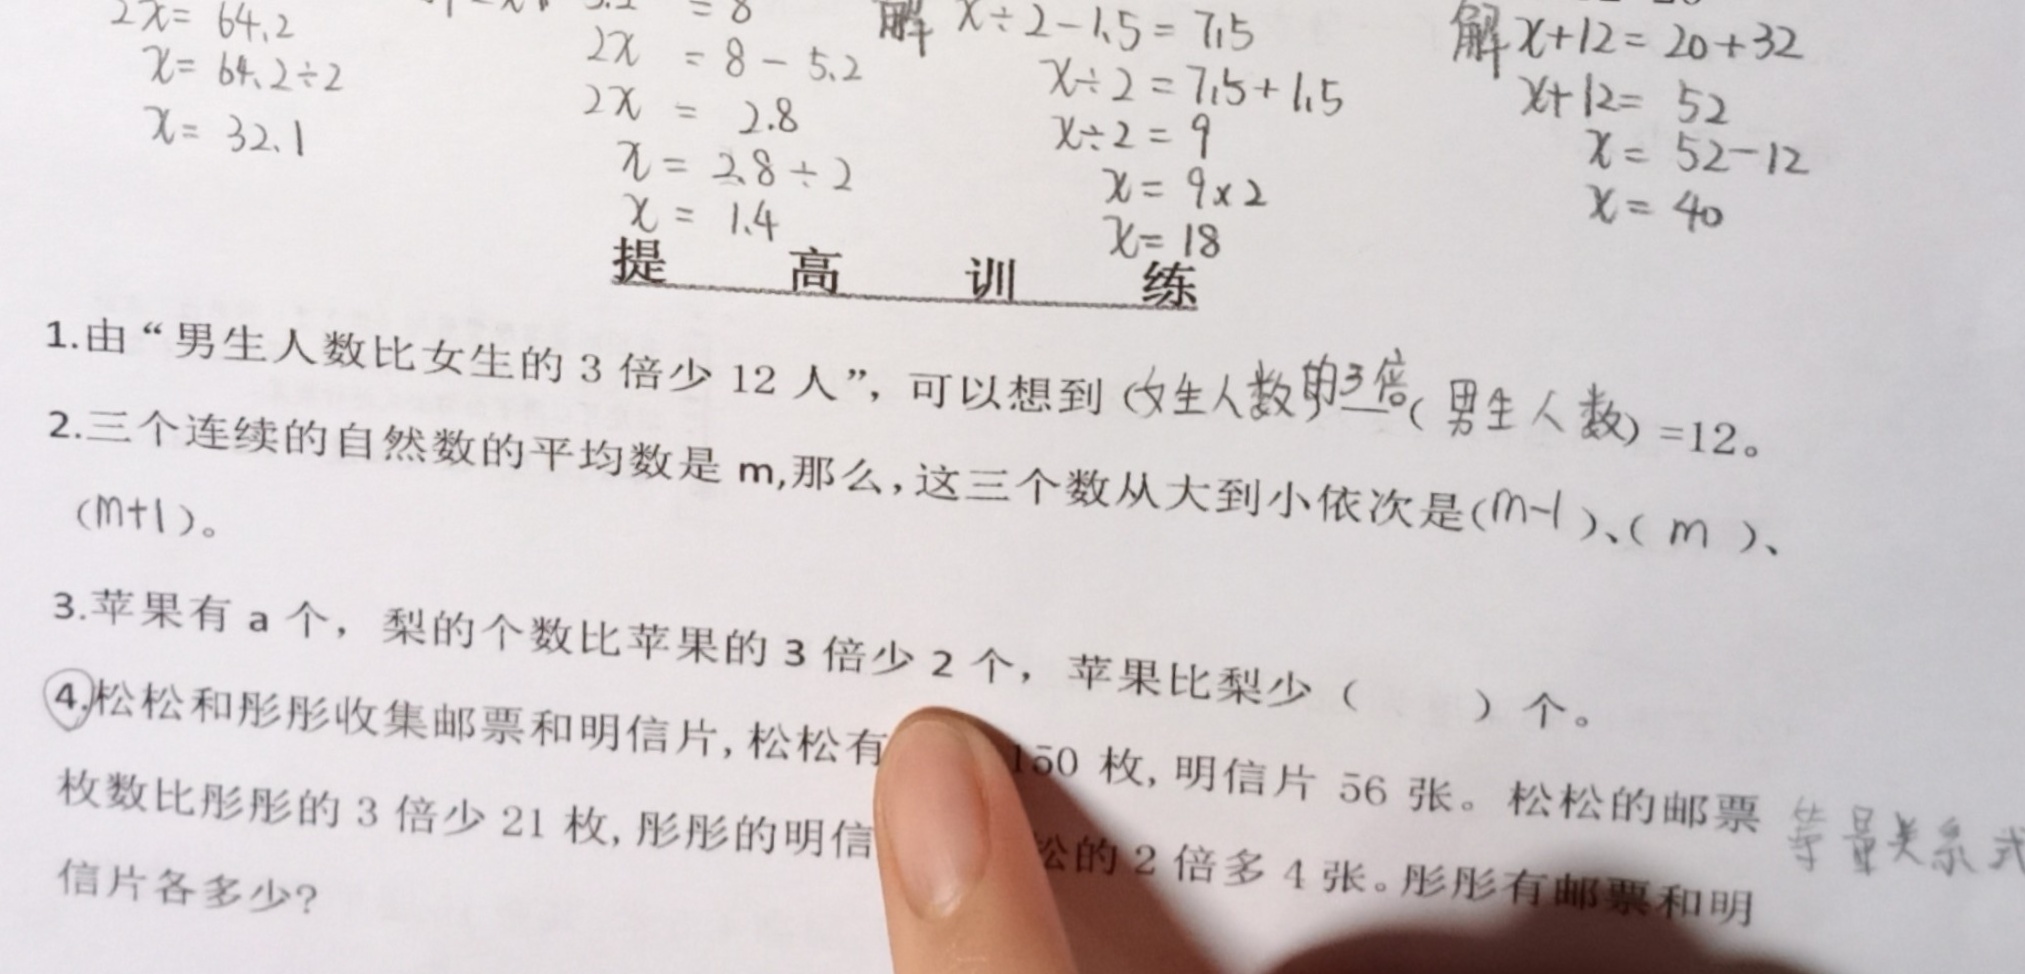 2x = 64.2
= 8
解 x÷2-1.5 = 7.5
解 x+12 = 20+32
x = 64.2÷2
2x = 8 - 5.2
x÷2 = 7.5+1.5
x+12 = 52
x = 32.1
2x = 2.8
x÷2 = 9
x = 52-12
x = 2.8÷2
x = 9×2
x = 40
x = 1.4
x = 18
提 高 训 练
1.由“男生人数比女生的 3 倍少 12 人”，可以想到(女生人数的3倍)—(男生人数)=12。
2.三个连续的自然数的平均数是 m,那么,这三个数从大到小依次是(m-1)、(m)、
(m+1)。
3.苹果有 a 个，梨的个数比苹果的 3 倍少 2 个，苹果比梨少（ ）个。
4.松松和彤彤收集邮票和明信片,松松有 150 枚,明信片 56 张。松松的邮票
枚数比彤彤的 3 倍少 21 枚,彤彤的明信 松的 2 倍多 4 张。彤彤有邮票和明
等量关系式
信片各多少?